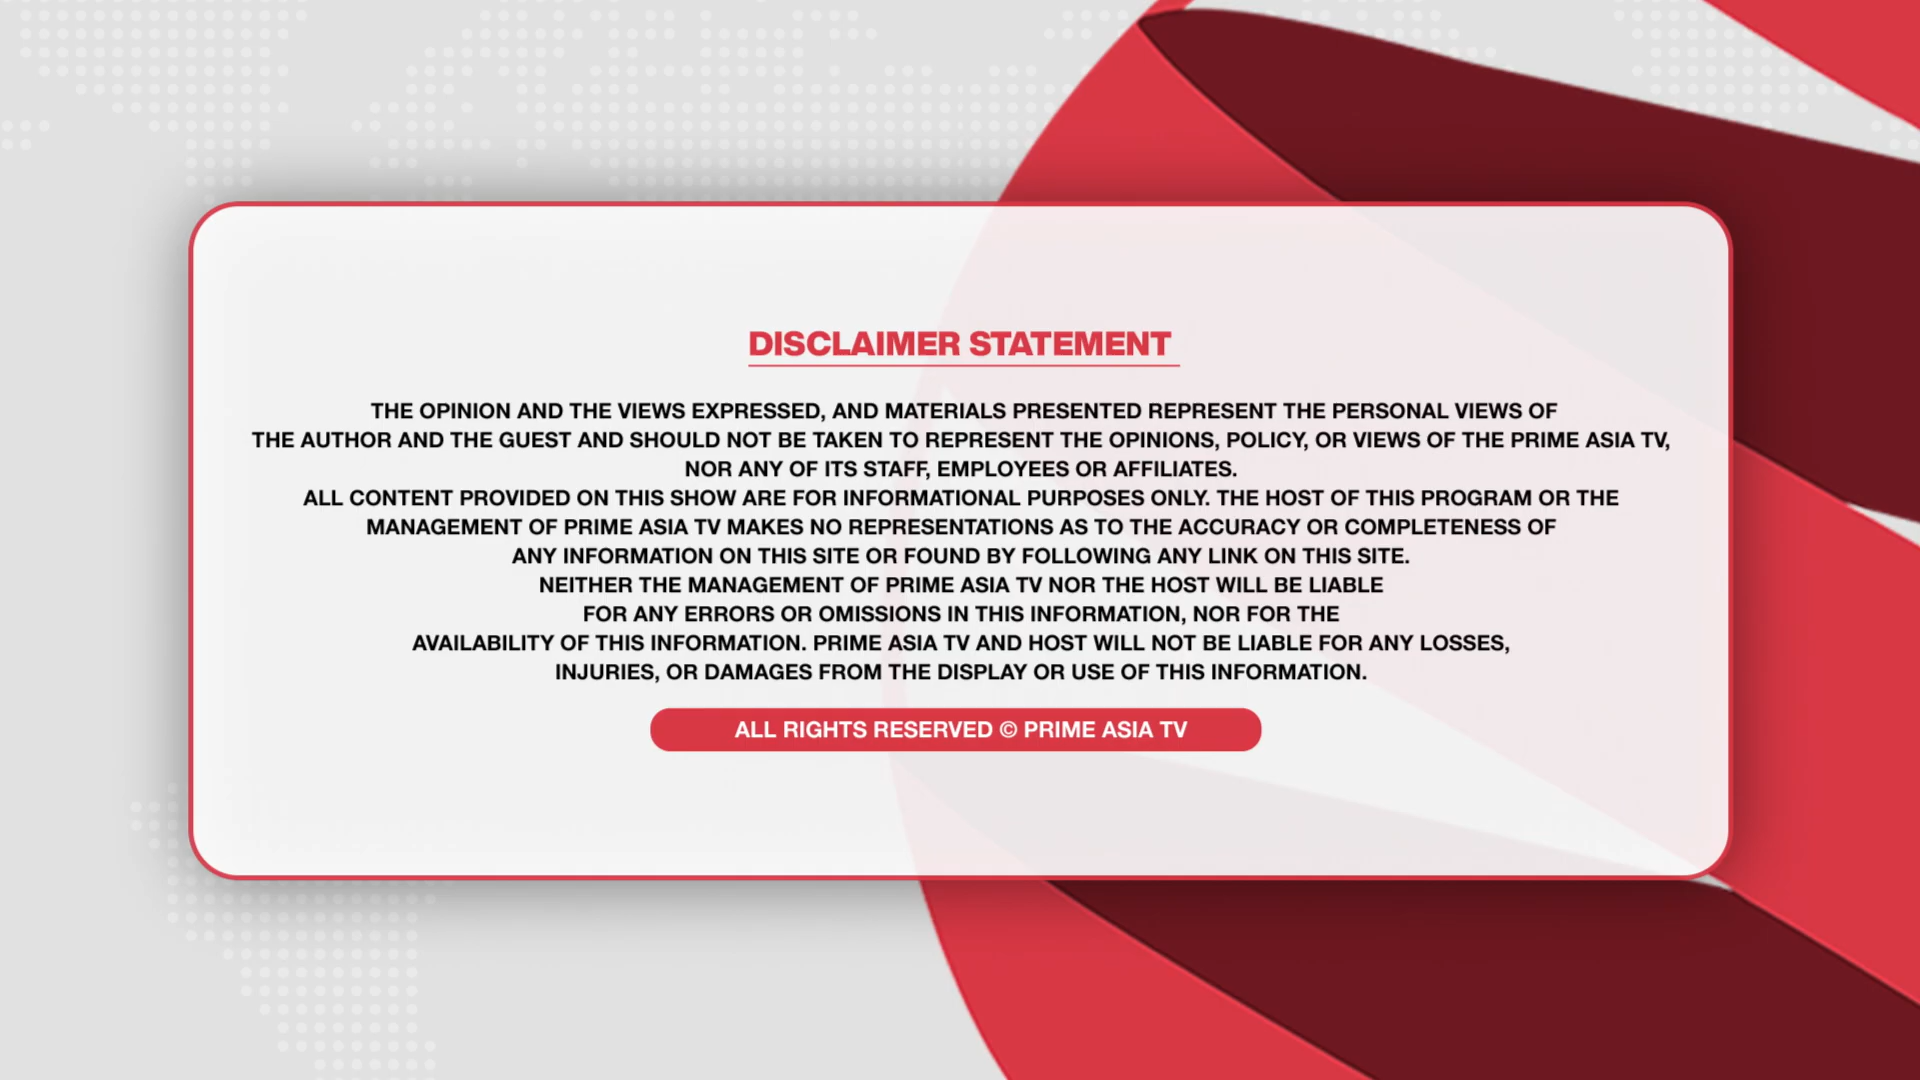 DISCLAIMER STATEMENT
THE OPINION AND THE VIEWS EXPRESSED, AND MATERIALS PRESENTED REPRESENT THE PERSONAL VIEWS OF
THE AUTHOR AND THE GUEST AND SHOULD NOT BE TAKEN TO REPRESENT THE OPINIONS, POLICY, OR VIEWS OF THE PRIME ASIA TV,
NOR ANY OF ITS STAFF, EMPLOYEES OR AFFILIATES.
ALL CONTENT PROVIDED ON THIS SHOW ARE FOR INFORMATIONAL PURPOSES ONLY. THE HOST OF THIS PROGRAM OR THE
MANAGEMENT OF PRIME ASIA TV MAKES NO REPRESENTATIONS AS TO THE ACCURACY OR COMPLETENESS OF
ANY INFORMATION ON THIS SITE OR FOUND BY FOLLOWING ANY LINK ON THIS SITE.
NEITHER THE MANAGEMENT OF PRIME ASIA TV NOR THE HOST WILL BE LIABLE
FOR ANY ERRORS OR OMISSIONS IN THIS INFORMATION, NOR FOR THE
AVAILABILITY OF THIS INFORMATION. PRIME ASIA TV AND HOST WILL NOT BE LIABLE FOR ANY LOSSES,
INJURIES, OR DAMAGES FROM THE DISPLAY OR USE OF THIS INFORMATION.
ALL RIGHTS RESERVED © PRIME ASIA TV